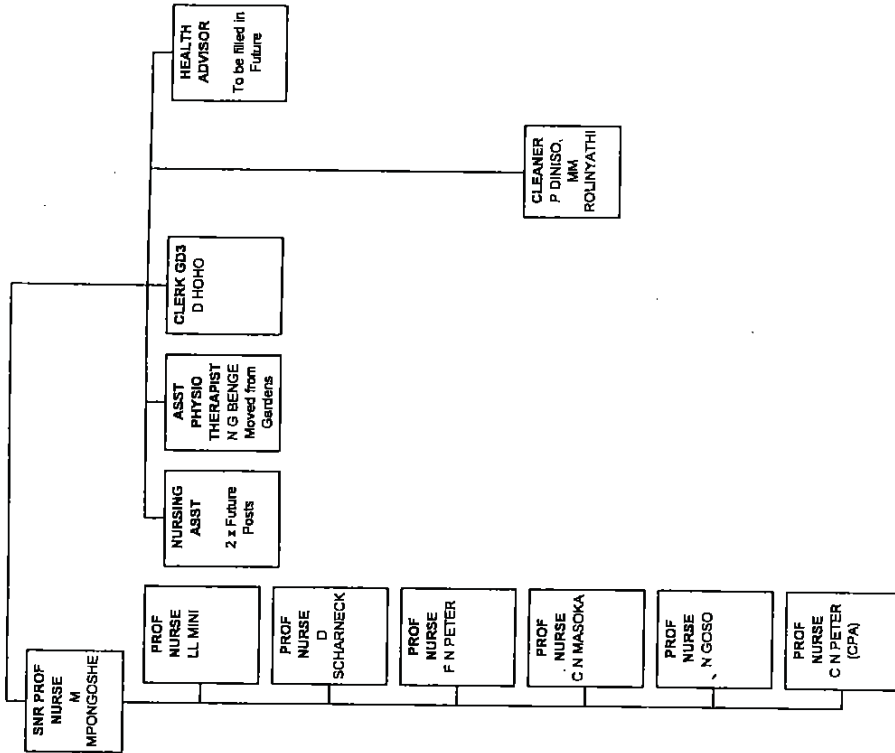 SNR PROF
NURSE
M
MPONGOSHE
PROF
NURSE
LL MINI
PROF
NURSE
D
SCHARNECK
PROF
NURSE
F N PETER
PROF
NURSE
C N MASOKA
PROF
NURSE
N GOSO
PROF
NURSE
C N PETER
(CPA)
NURSING
ASST
2 x Future
Posts
ASST
PHYSIO
THERAPIST
N G BENGE
Moved from
Gardens
CLERK GD3
D HOHO
CLEANER
P DINISO,
MM
ROLINYATHI
HEALTH
ADVISOR
To be filled in
Future